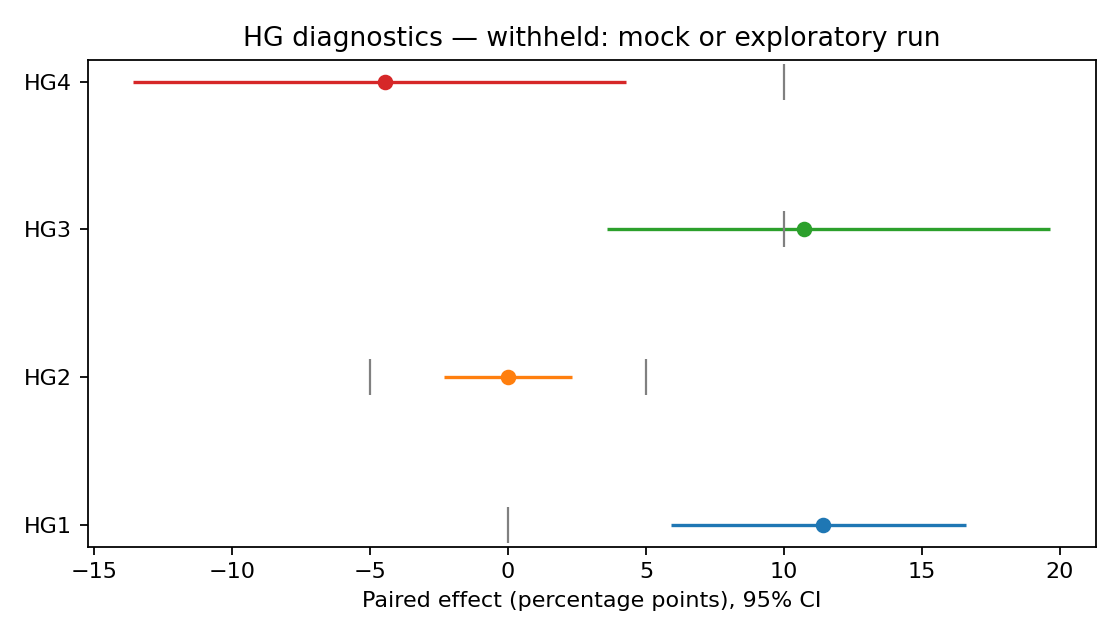 HG diagnostics — withheld: mock or exploratory run
HG4
HG3
HG2
HG1
−15 −10 −5 0 5 10 15 20
Paired effect (percentage points), 95% CI